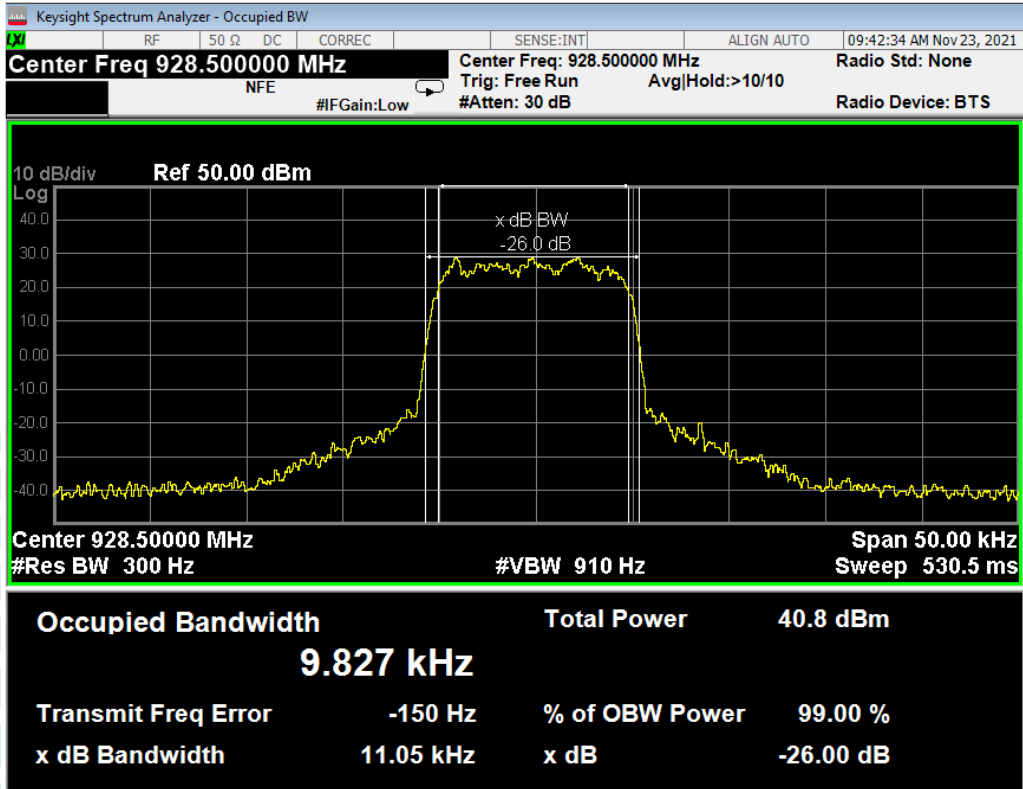 Keysight Spectrum Analyzer - Occupied BW
LXI RF 50 Ω DC CORREC SENSE:INT ALIGN AUTO 09:42:34 AM Nov 23, 2021
Center Freq 928.500000 MHz Center Freq: 928.500000 MHz Radio Std: None
NFE Trig: Free Run Avg|Hold:>10/10
#IFGain:Low #Atten: 30 dB Radio Device: BTS
10 dB/div Ref 50.00 dBm
Log
40.0
x dB BW
-26.0 dB
30.0
20.0
10.0
0.00
-10.0
-20.0
-30.0
-40.0
Center 928.50000 MHz Span 50.00 kHz
#Res BW 300 Hz #VBW 910 Hz Sweep 530.5 ms
Occupied Bandwidth Total Power 40.8 dBm
9.827 kHz
Transmit Freq Error -150 Hz % of OBW Power 99.00 %
x dB Bandwidth 11.05 kHz x dB -26.00 dB